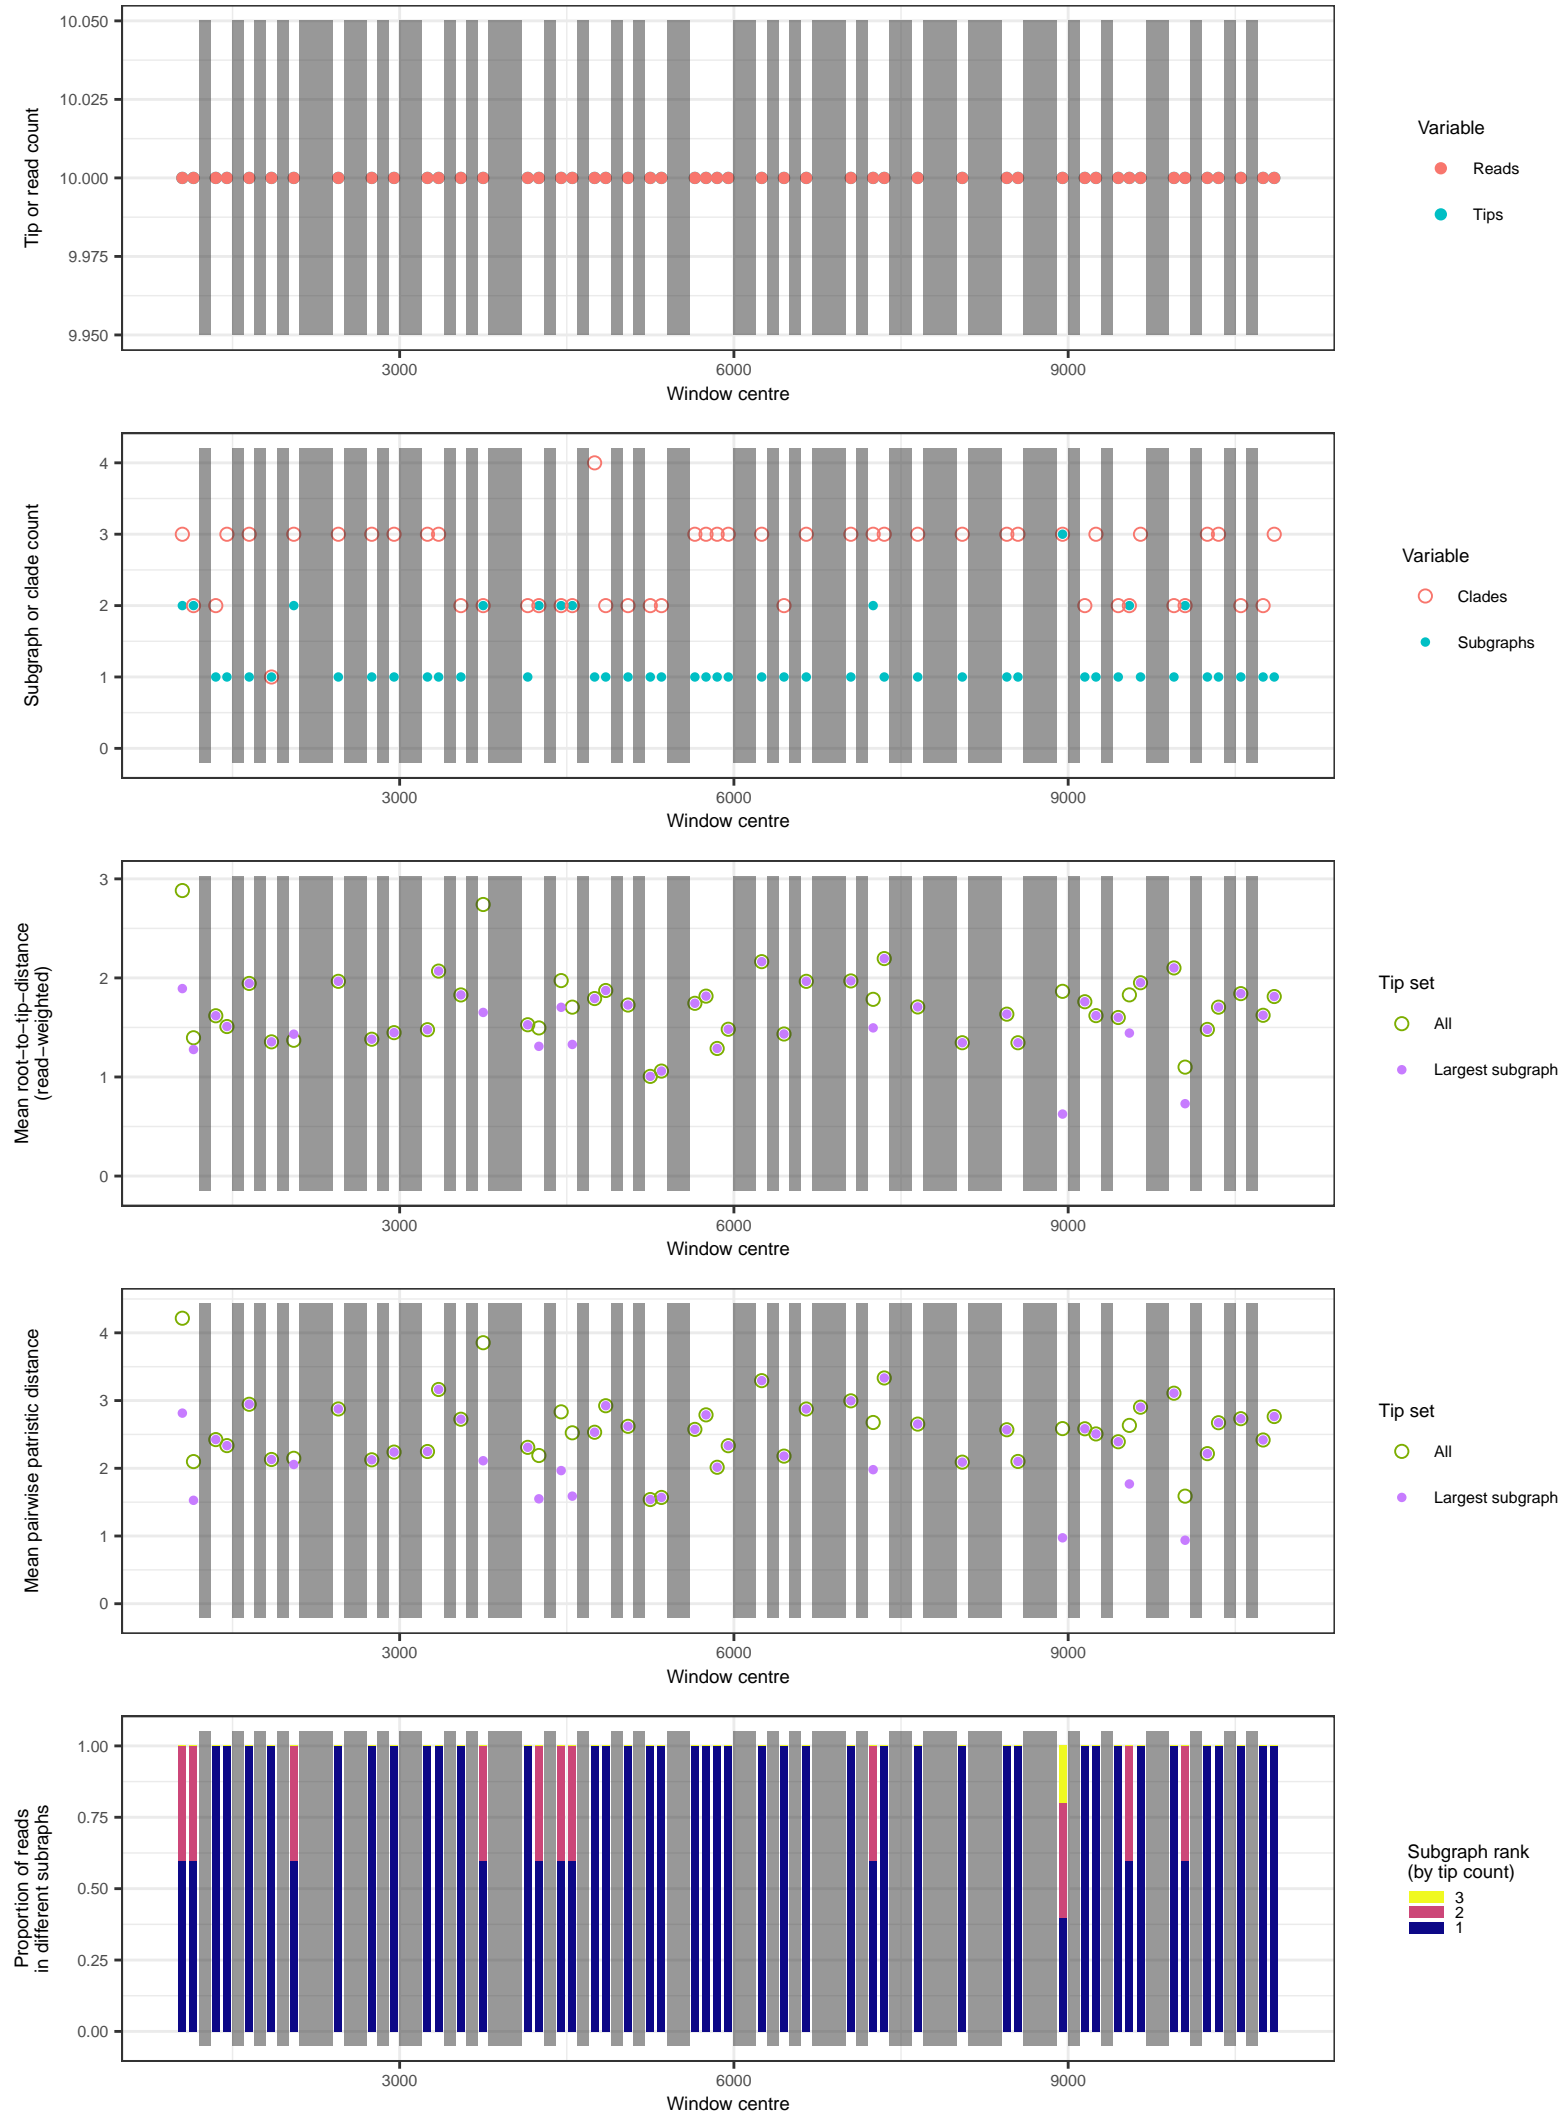 10.050
10.025
10.000
9.975
9.950
Tip or read count
3000 6000 9000
Window centre
Variable
Reads
Tips
4
3
2
1
0
Subgraph or clade count
3000 6000 9000
Window centre
Variable
Clades
Subgraphs
3
2
1
0
Mean root−to−tip−distance
(read−weighted)
3000 6000 9000
Window centre
Tip set
All
Largest subgraph
4
3
2
1
0
Mean pairwise patristic distance
3000 6000 9000
Window centre
Tip set
All
Largest subgraph
1.00
0.75
0.50
0.25
0.00
Proportion of reads
in different subraphs
3000 6000 9000
Window centre
Subgraph rank
(by tip count)
3
2
1